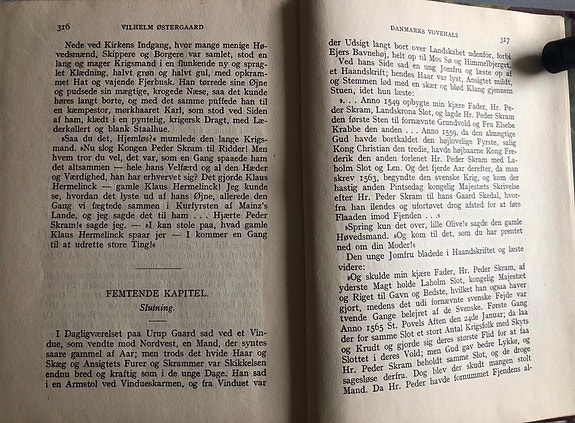 316 VILHELM ØSTERGAARD
Nede ved Kirkens Indgang, hvor mange menige Hø-
vedsmænd, Skippere og Borgere var samlet, stod en
lang og mager Krigsmand i en flunkende ny og sprag-
let Klædning, halvt grøn og halvt gul, med opkram-
met Hat og vajende Fjerbusk. Han tørrede sine Øjne
og pudsede sin mægtige, krogede Næse, saa det kunde
høres langt borte, og med det samme puffede han til
en kæmpestor, mørkhaaret Karl, som stod ved Siden
af ham, klædt i en pyntelig, krigersk Dragt, med Læ-
derkøllert og blank Staalhue.
»Saa du det, Hjemløs?« mumlede den lange Krigs-
mand. »Nu slog Kongen Peder Skram til Ridder! Men
hvem tror du vel, det var, som en Gang spaaede ham
det altsammen — hele hans Velfærd og al den Hæder
og Værdighed, han har erhvervet sig? Det gjorde Klaus
Hermelinck — gamle Klaus Hermelinck! Jeg kunde
se, hvordan det lyste ud af hans Øjne, allerede den
Gang vi fægtede sammen i Kurfyrsten af Mainz's
Lande, og jeg sagde det til ham . . . Hjærte Peder
Skram!« sagde jeg. — »I kan stole paa, hvad gamle
Klaus Hermelinck spaar jer — I kommer en Gang
til at udrette store Ting!«
FEMTENDE KAPITEL.
Slutning.
I Dagligværelset paa Urup Gaard sad ved et Vin-
due, som vendte mod Nordvest, en Mand, der syntes
saare gammel af Aar; men trods det hvide Haar og
Skæg og Ansigtets Furer og Skrammer var Skikkelsen
endnu bred og kraftig som i de unge Dage. Han sad
i en Armstol ved Vindueskarmen, og fra Vinduet var
DANMARKS VOVEHALS 317
der Udsigt langt bort over Landskabet udenfor, forbi
Ejers Bavnehøj, helt op til Mos Sø og Himmelbjerget.
Ved hans Side sad en ung Jomfru og læste op af
et Haandskrift; hendes Haar var lyst, Ansigtet mildt,
og Stemmen lød med en skær og blød Klang gjennem
Stuen, idet hun læste:
». . . Anno 1549 opbygte min kjære Fader, Hr. Pe-
der Skram, Landskrona Slot, og lagde Hr. Peder Skram
den første Sten til fornævnte Grundvold og Fru Elsebe
Krabbe den anden . . . Anno 1559, da den almægtige
Gud havde bortkaldet den højlovlige Fyrste, salig
Kong Christian den tredie, havde højbaarne Kong Fre-
derik den anden forlenet Hr. Peder Skram med La-
holm Slot og Len. Og det fjerde Aar derefter, da man
skrev 1563, begyndte den svenske Krig, og kom saa
hastig anden Pintsedag kongelig Majestæts Skrivelse
efter Hr. Peder Skram til hans Gaard Skedal, hvor-
fra han ilendes og ufortøvet drog afsted for at føre
Flaaden imod Fjenden . . .«
»Spring kun det over, lille Olive!« sagde den gamle
Høvedsmand. »Og kom til det, som du har prentet
ned om din Moder!«
Den unge Jomfru bladede i Haandskriftet og læste
videre:
»Og skulde min kjære Fader, Hr. Peder Skram, af
yderste Magt holde Laholm Slot, kongelig Majestæt
og Riget til Gavn og Bedste, hvilket han ogsaa haver
gjort, medens det udi fornævnte svenske Fejde var
tvende Gange belejret af de Svenske. Første Gang
Anno 1565 St. Povels Aften den 24de Januar; da laa
der for samme Slot et stort Antal Krigsfolk med Skyts
og Krudt og gjorde sig deres største Flid for at faa
Slottet i deres Vold; men Gud gav bedre Lykke, og
Hr. Peder Skram beholdt samme Slot, og de droge
sagesløse derfra. Dog blev der skudt mangen stolt
Mand. Da Hr. Peder havde fornummet Fjendens al-